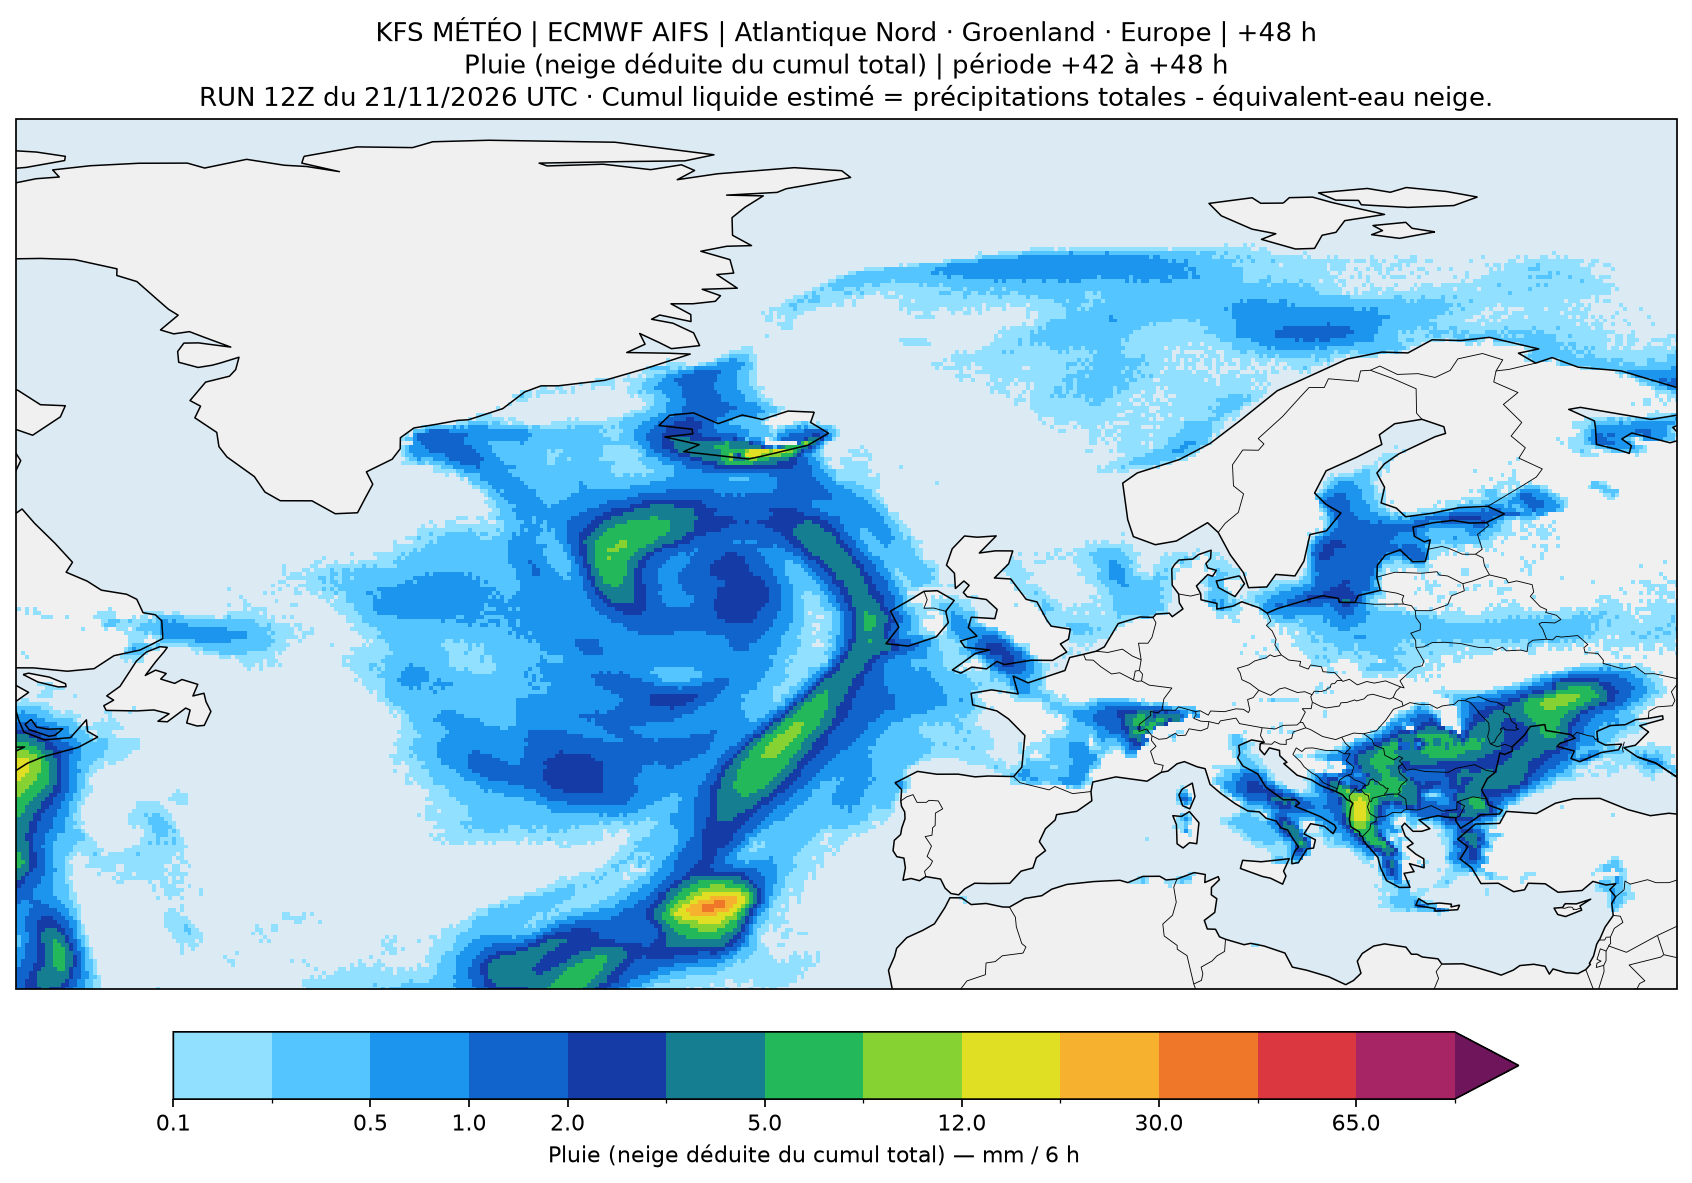 KFS MÉTÉO | ECMWF AIFS | Atlantique Nord · Groenland · Europe | +48 h
Pluie (neige déduite du cumul total) | période +42 à +48 h
RUN 12Z du 21/11/2026 UTC · Cumul liquide estimé = précipitations totales - équivalent-eau neige.
0.1 0.5 1.0 2.0 5.0 12.0 30.0 65.0
Pluie (neige déduite du cumul total) — mm / 6 h